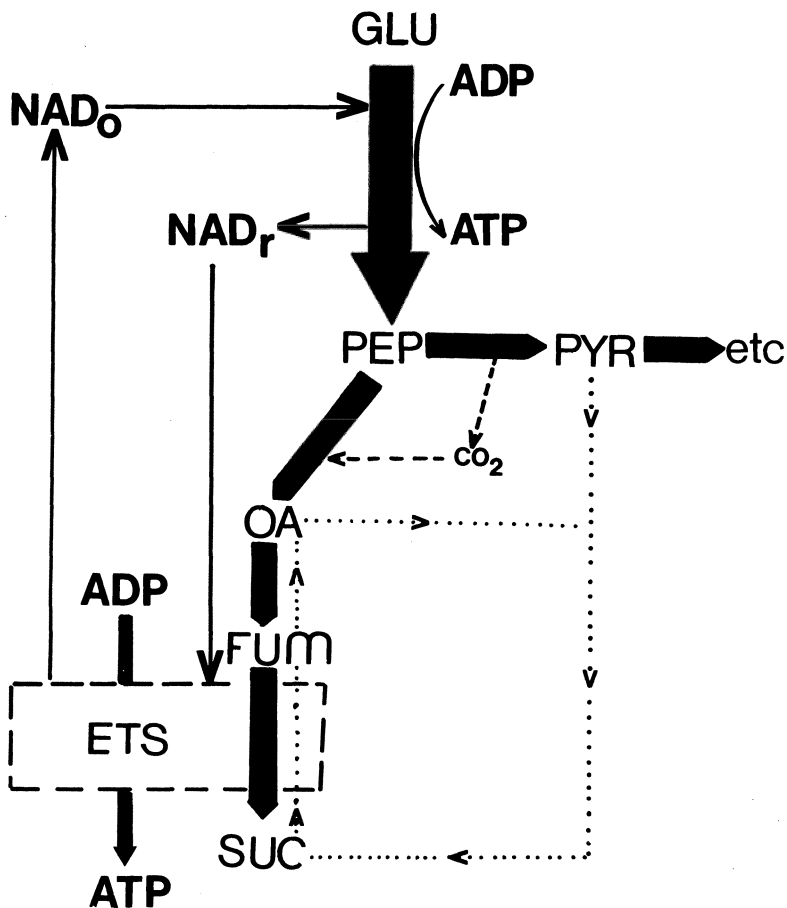 GLU
ADP
NADo
NADr
ATP
PEP
PYR
etc
CO2
OA
ADP
FUM
ETS
SUC
ATP